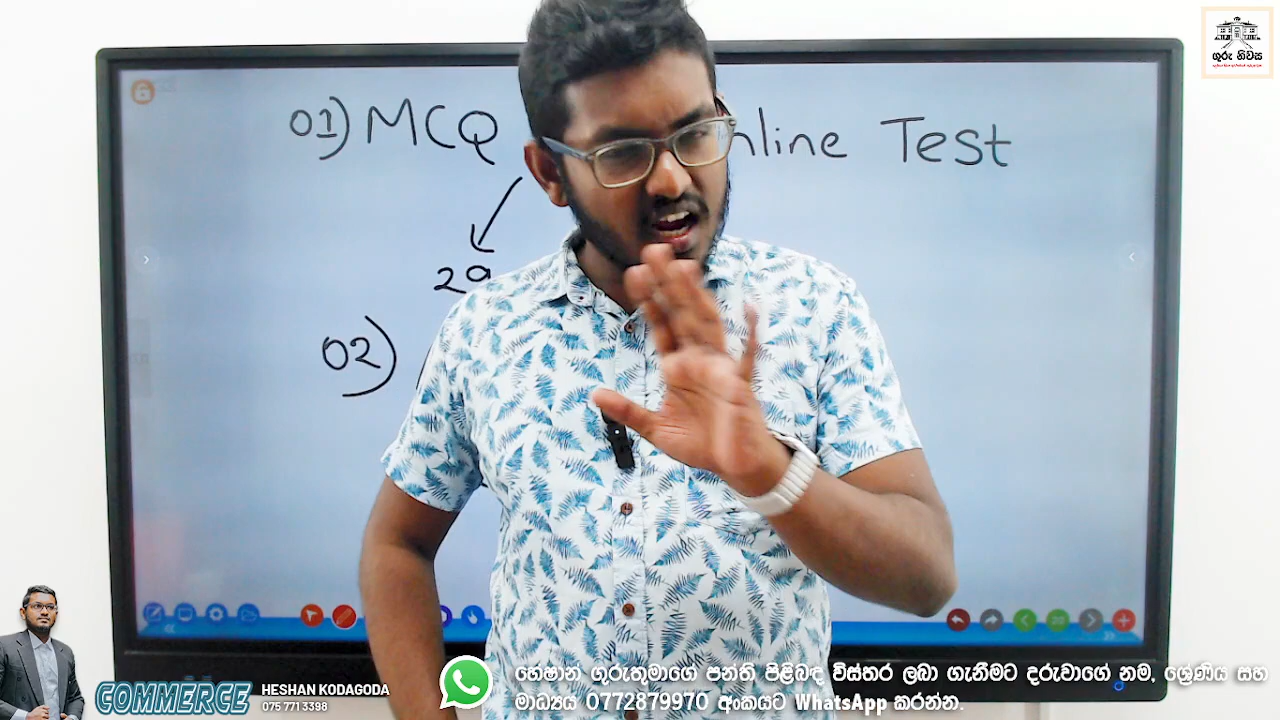 ගුරු නිවස
01) MCQ nline Test
29
02)
හේෂාන් ගුරුතුමාගෙ පන්ති පිළිබඳ විස්තර ලබා ගැනීමට දරුවාගේ නම, ශ්‍රේණිය සහ
මාධ්‍යය 0772879970 අංකයට WhatsApp කරන්න.
COMMERCE
HESHAN KODAGODA
075 771 3398